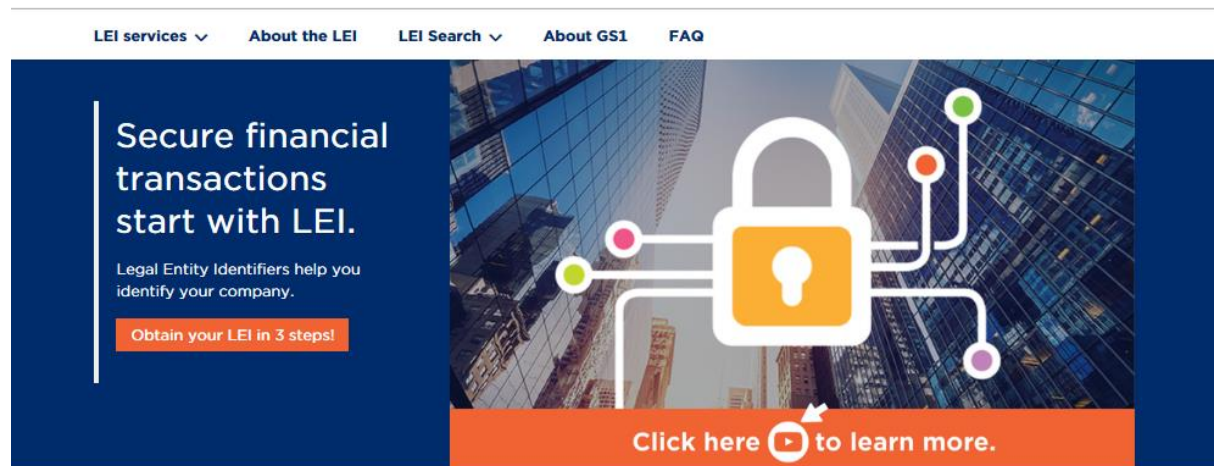 LEI services About the LEI LEI Search About GS1 FAQ
Secure financial
transactions
start with LEI.
Legal Entity Identifiers help you
identify your company.
Obtain your LEI in 3 steps!
Click here to learn more.